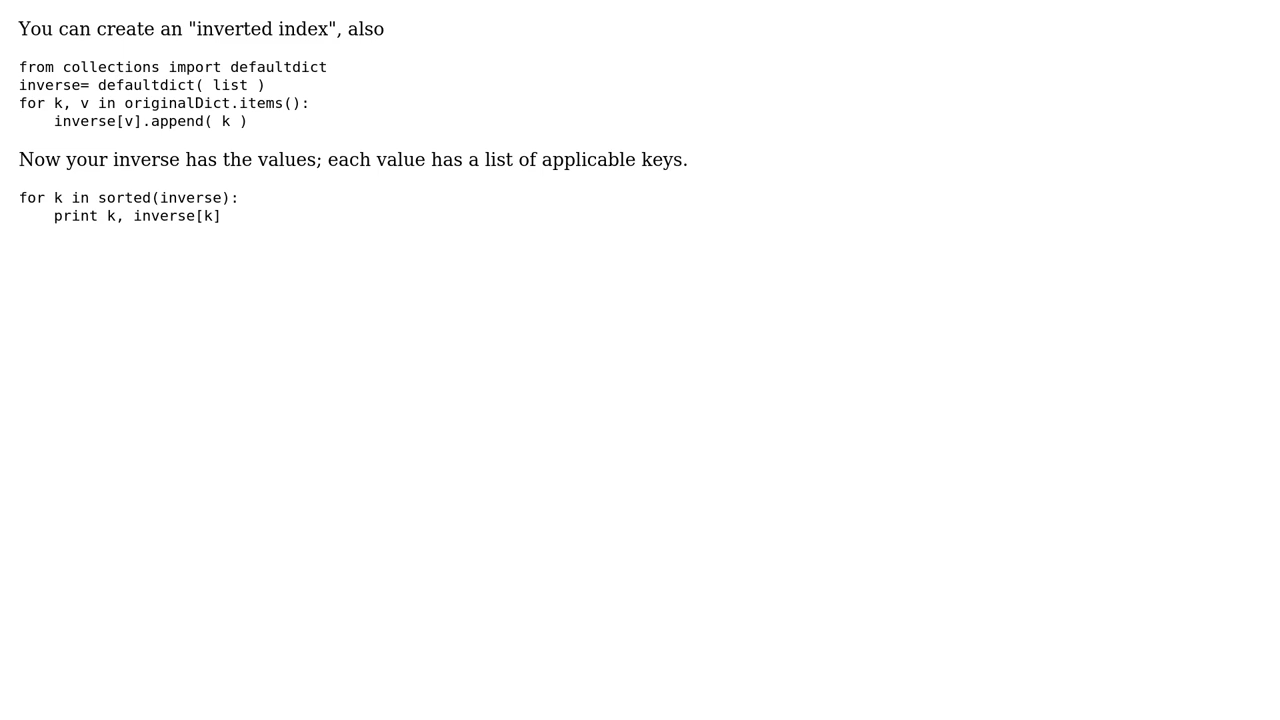 You can create an "inverted index", also
from collections import defaultdict
inverse= defaultdict( list )
for k, v in originalDict.items():
    inverse[v].append( k )
Now your inverse has the values; each value has a list of applicable keys.
for k in sorted(inverse):
    print k, inverse[k]